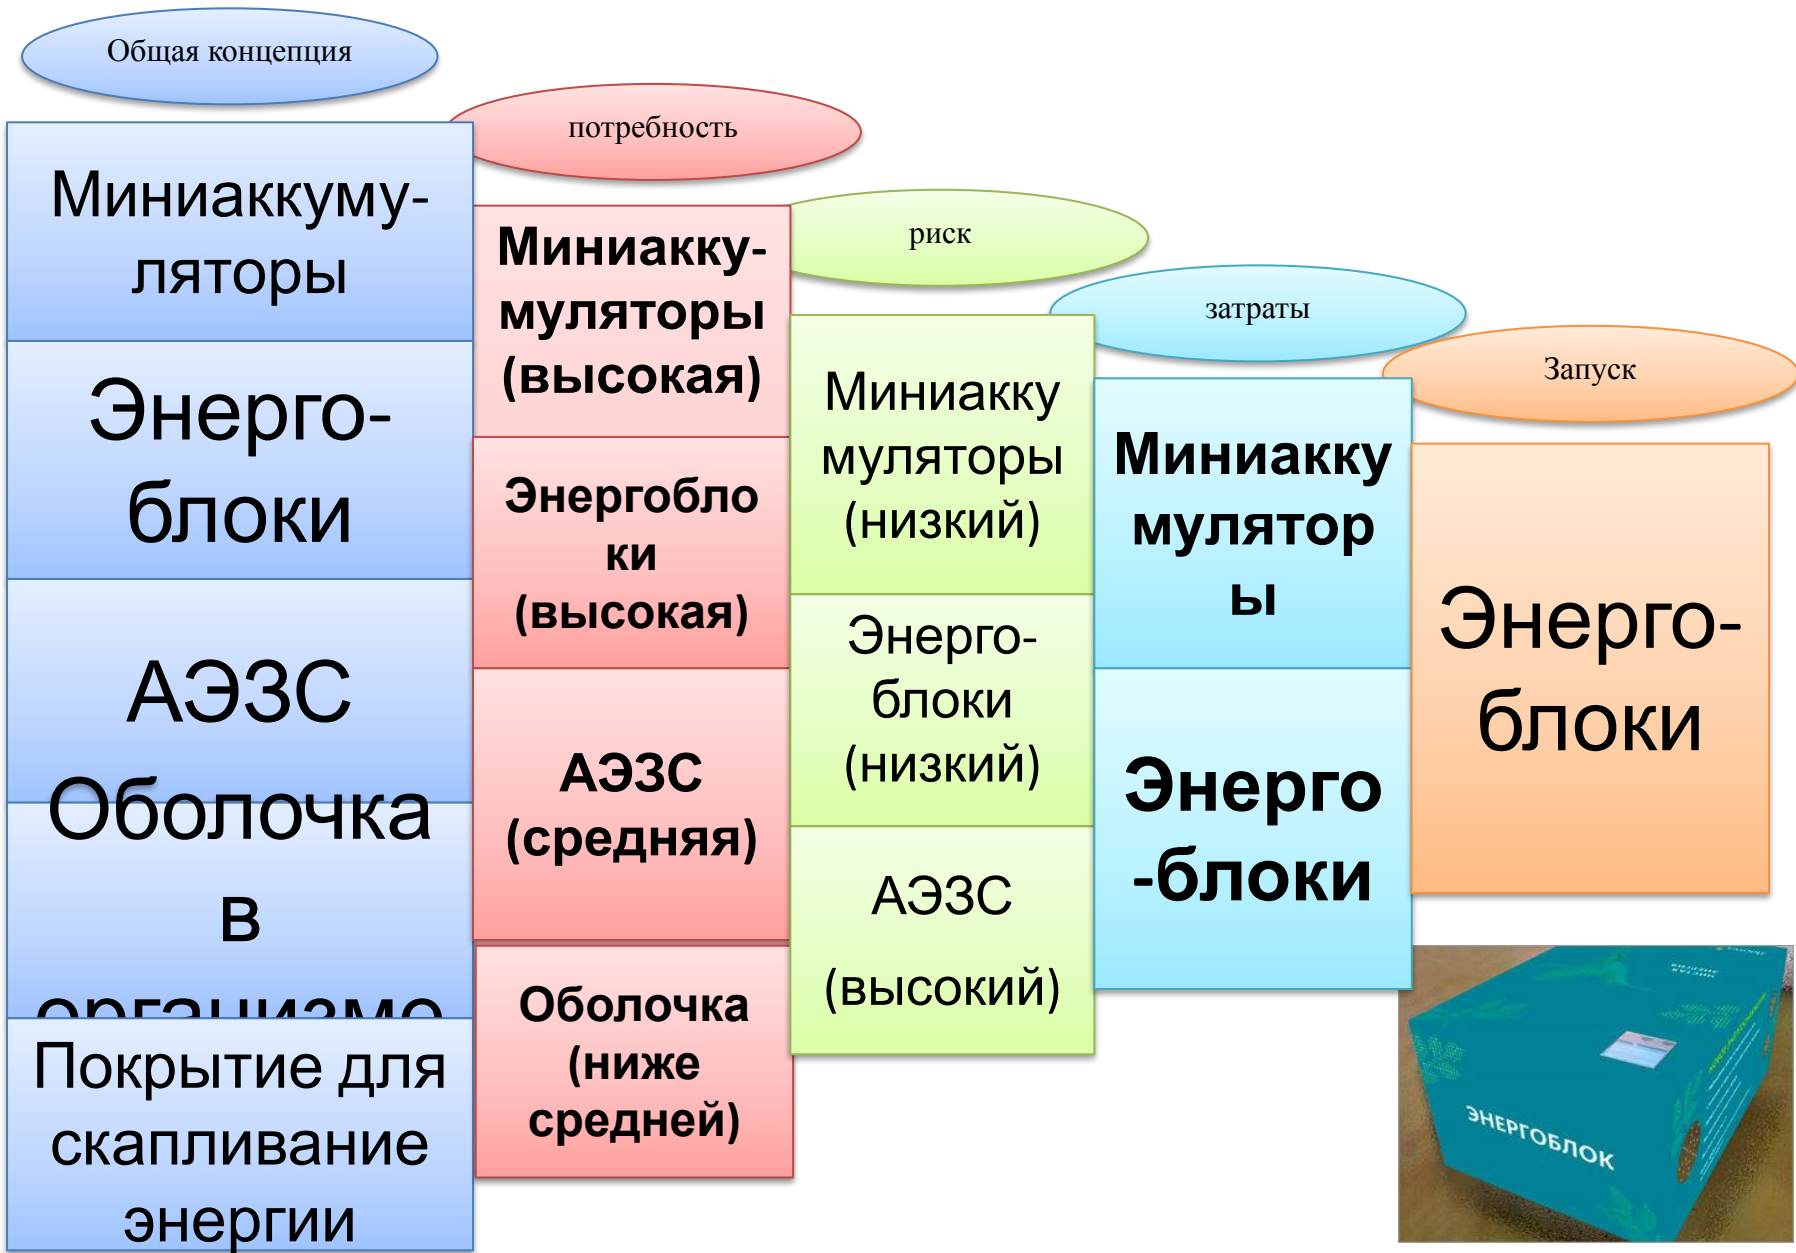 Общая концепция
Миниаккуму-
ляторы
Энерго-
блоки
АЭЗС
Оболочка
в
организме
Покрытие для
скапливание
энергии
потребность
Миниакку-
муляторы
(высокая)
Энергобло
ки
(высокая)
АЭЗС
(средняя)
Оболочка
(ниже
средней)
риск
Миниакку
муляторы
(низкий)
Энерго-
блоки
(низкий)
АЭЗС
(высокий)
затраты
Миниакку
мулятор
ы
Энерго
-блоки
Запуск
Энерго-
блоки
ЭНЕРГОБЛОК